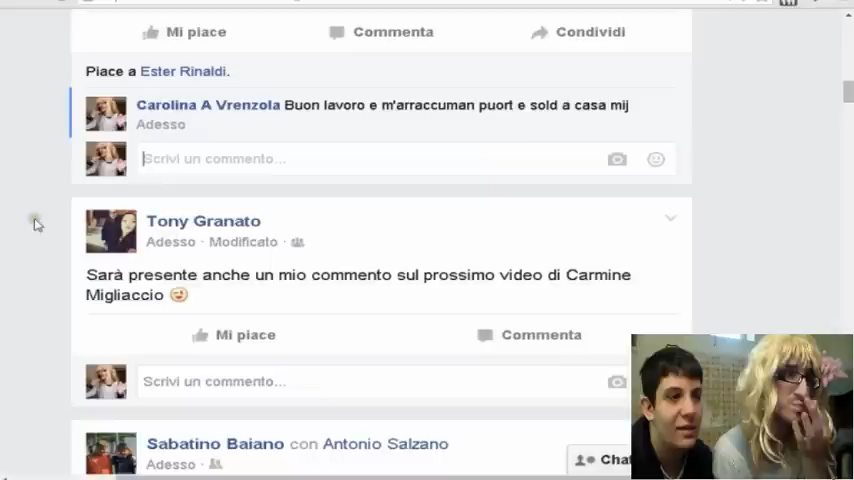 Mi piace Commenta Condividi
Piace a Ester Rinaldi.
Carolina A Vrenzola Buon lavoro e m'arraccuman puort e sold a casa mij
Adesso
Scrivi un commento...
Tony Granato
Adesso · Modificato ·
Sarà presente anche un mio commento sul prossimo video di Carmine
Migliaccio
Mi piace Commenta
Scrivi un commento...
Sabatino Baiano con Antonio Salzano
Adesso ·
Chat